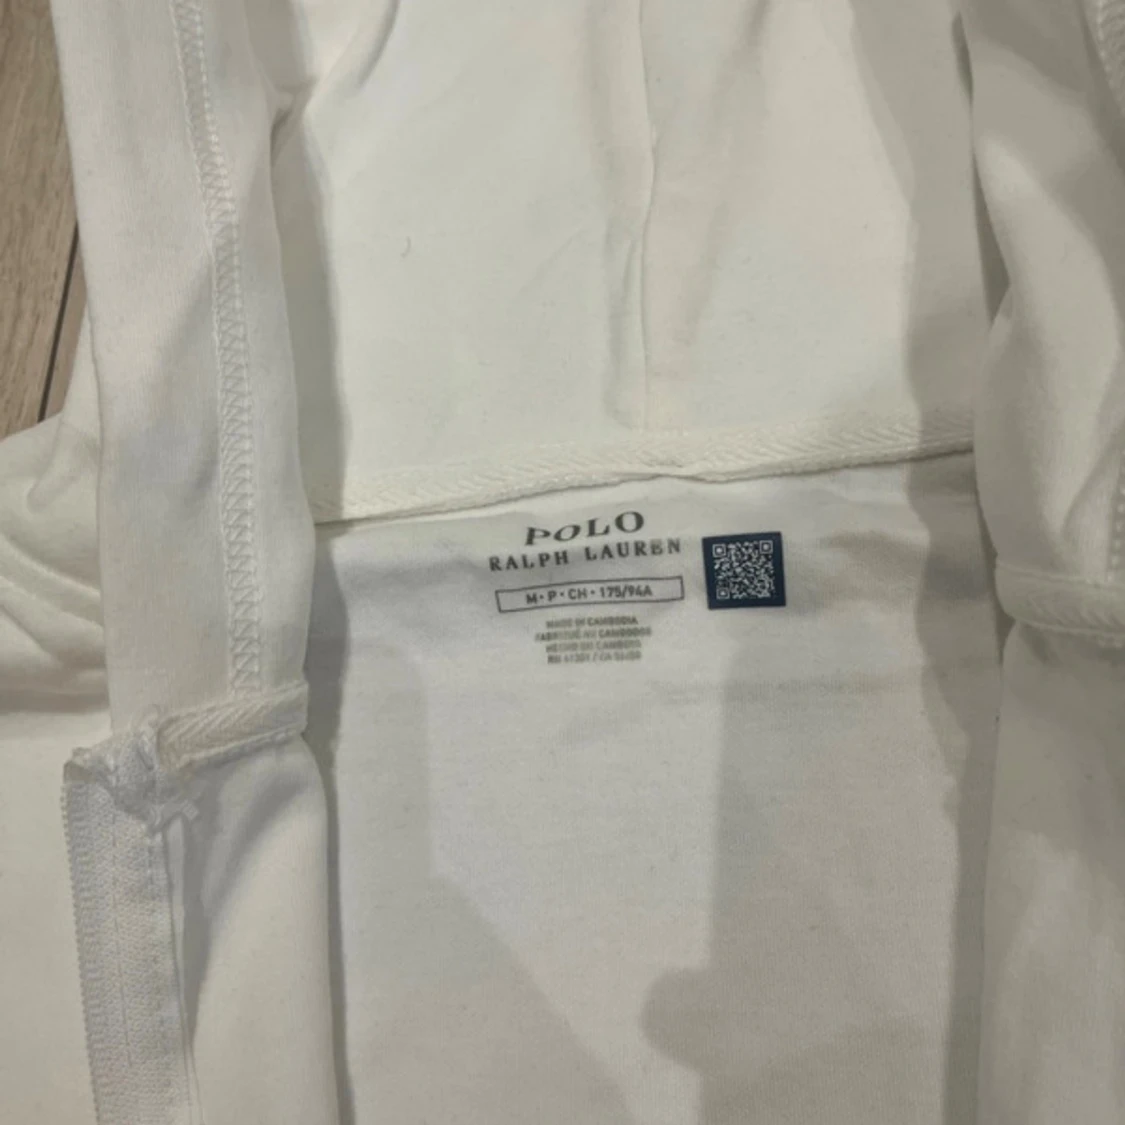 POLO
RALPH LAUREN
M • P • CH • 175/94A
MADE IN CAMBODIA
FABRIQUÉ AU CAMBODGE
HECHO EN CAMBOYA